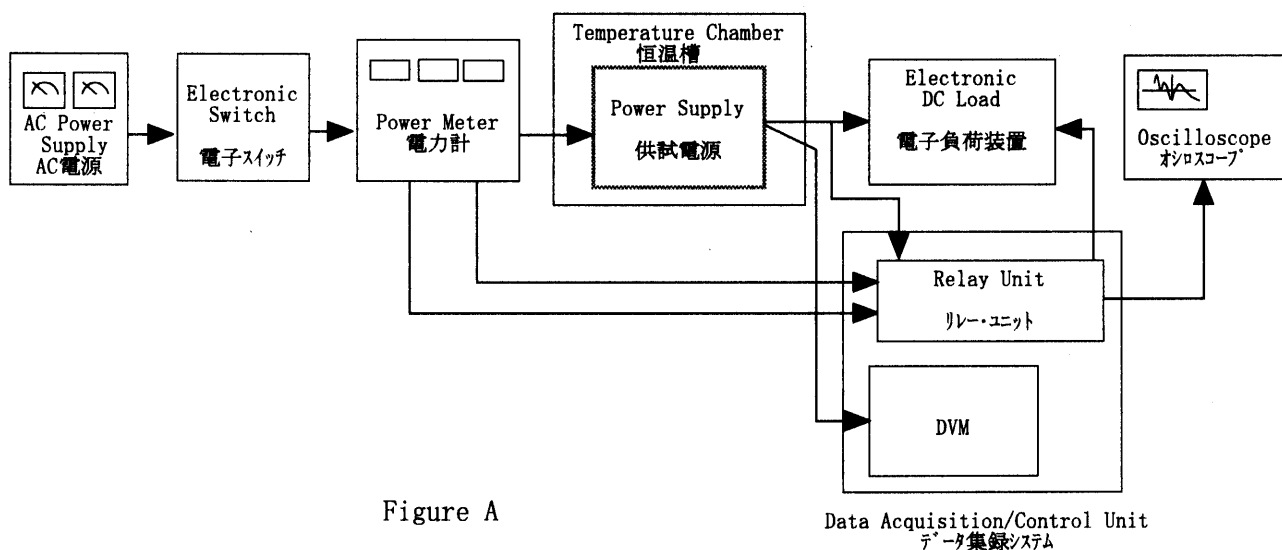 AC Power
Supply
AC電源
Electronic
Switch
電子スイッチ
Power Meter
電力計
Temperature Chamber
恒温槽
Power Supply
供試電源
Electronic
DC Load
電子負荷装置
Oscilloscope
ｵｼﾛｽｺｰﾌﾟ
Relay Unit
ﾘﾚｰ・ﾕﾆｯﾄ
DVM
Figure A
Data Acquisition/Control Unit
ﾃﾞｰﾀ集録ｼｽﾃﾑ